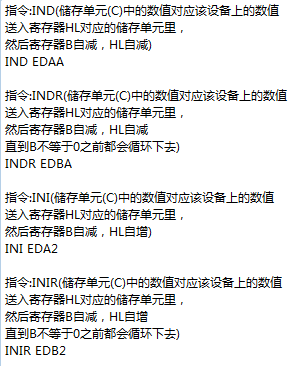 指令:IND(储存单元(C)中的数值对应该设备上的数值
送入寄存器HL对应的储存单元里，
然后寄存器B自减，HL自减)
IND EDAA
指令:INDR(储存单元(C)中的数值对应该设备上的数值
送入寄存器HL对应的储存单元里，
然后寄存器B自减，HL自减
直到B不等于0之前都会循环下去)
INDR EDBA
指令:INI(储存单元(C)中的数值对应该设备上的数值
送入寄存器HL对应的储存单元里，
然后寄存器B自减，HL自增)
INI EDA2
指令:INIR(储存单元(C)中的数值对应该设备上的数值
送入寄存器HL对应的储存单元里，
然后寄存器B自减，HL自增
直到B不等于0之前都会循环下去)
INIR EDB2